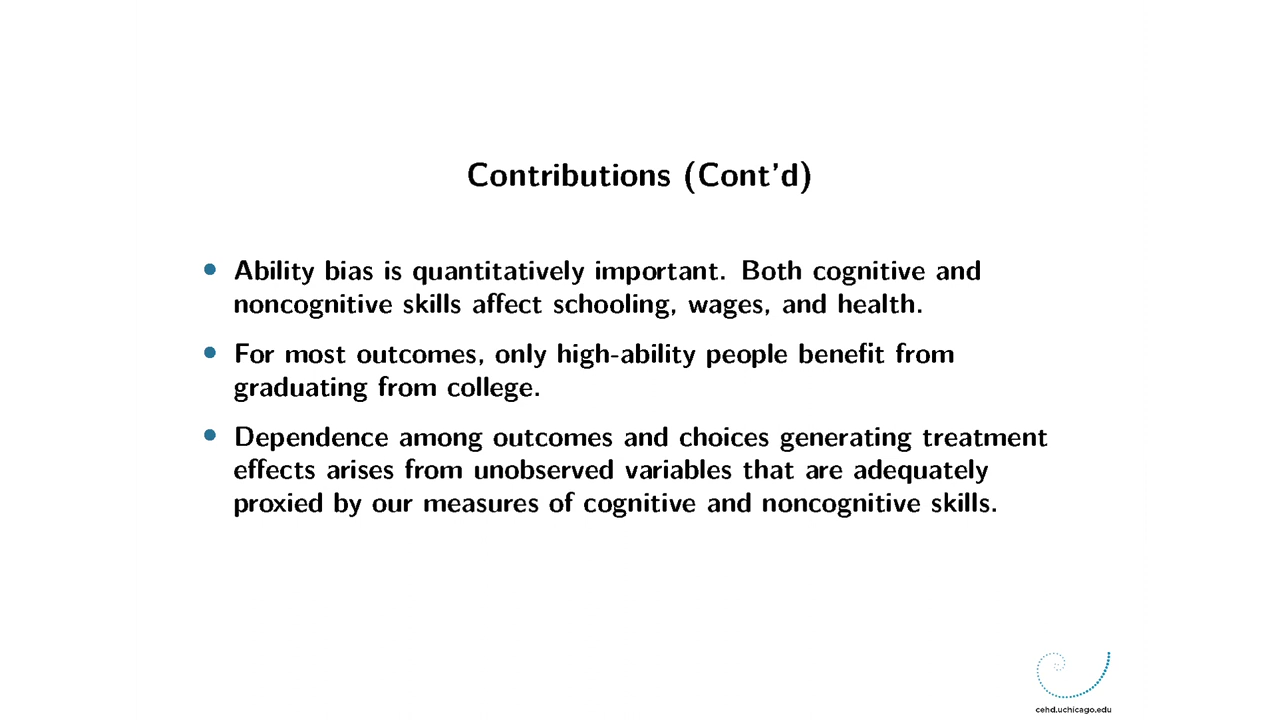 Contributions (Cont’d)
• Ability bias is quantitatively important. Both cognitive and
noncognitive skills affect schooling, wages, and health.
• For most outcomes, only high-ability people benefit from
graduating from college.
• Dependence among outcomes and choices generating treatment
effects arises from unobserved variables that are adequately
proxied by our measures of cognitive and noncognitive skills.
cehd.uchicago.edu